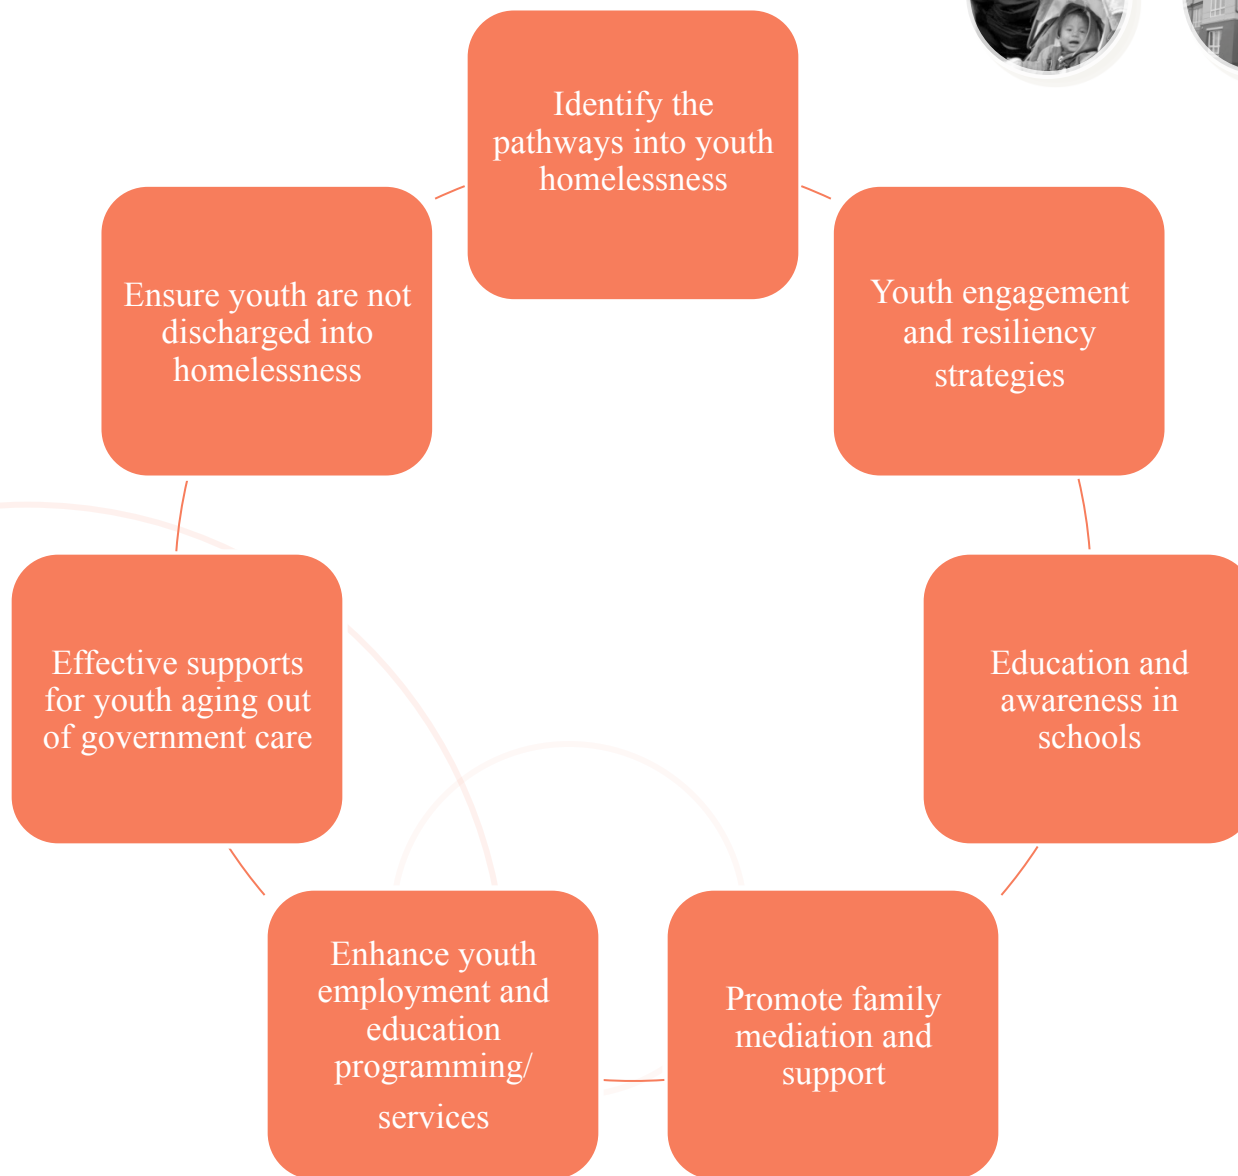 Identify the
pathways into youth
homelessness
Youth engagement
and resiliency
strategies
Education and
awareness in
schools
Promote family
mediation and
support
Enhance youth
employment and
education
programming/
services
Effective supports
for youth aging out
of government care
Ensure youth are not
discharged into
homelessness